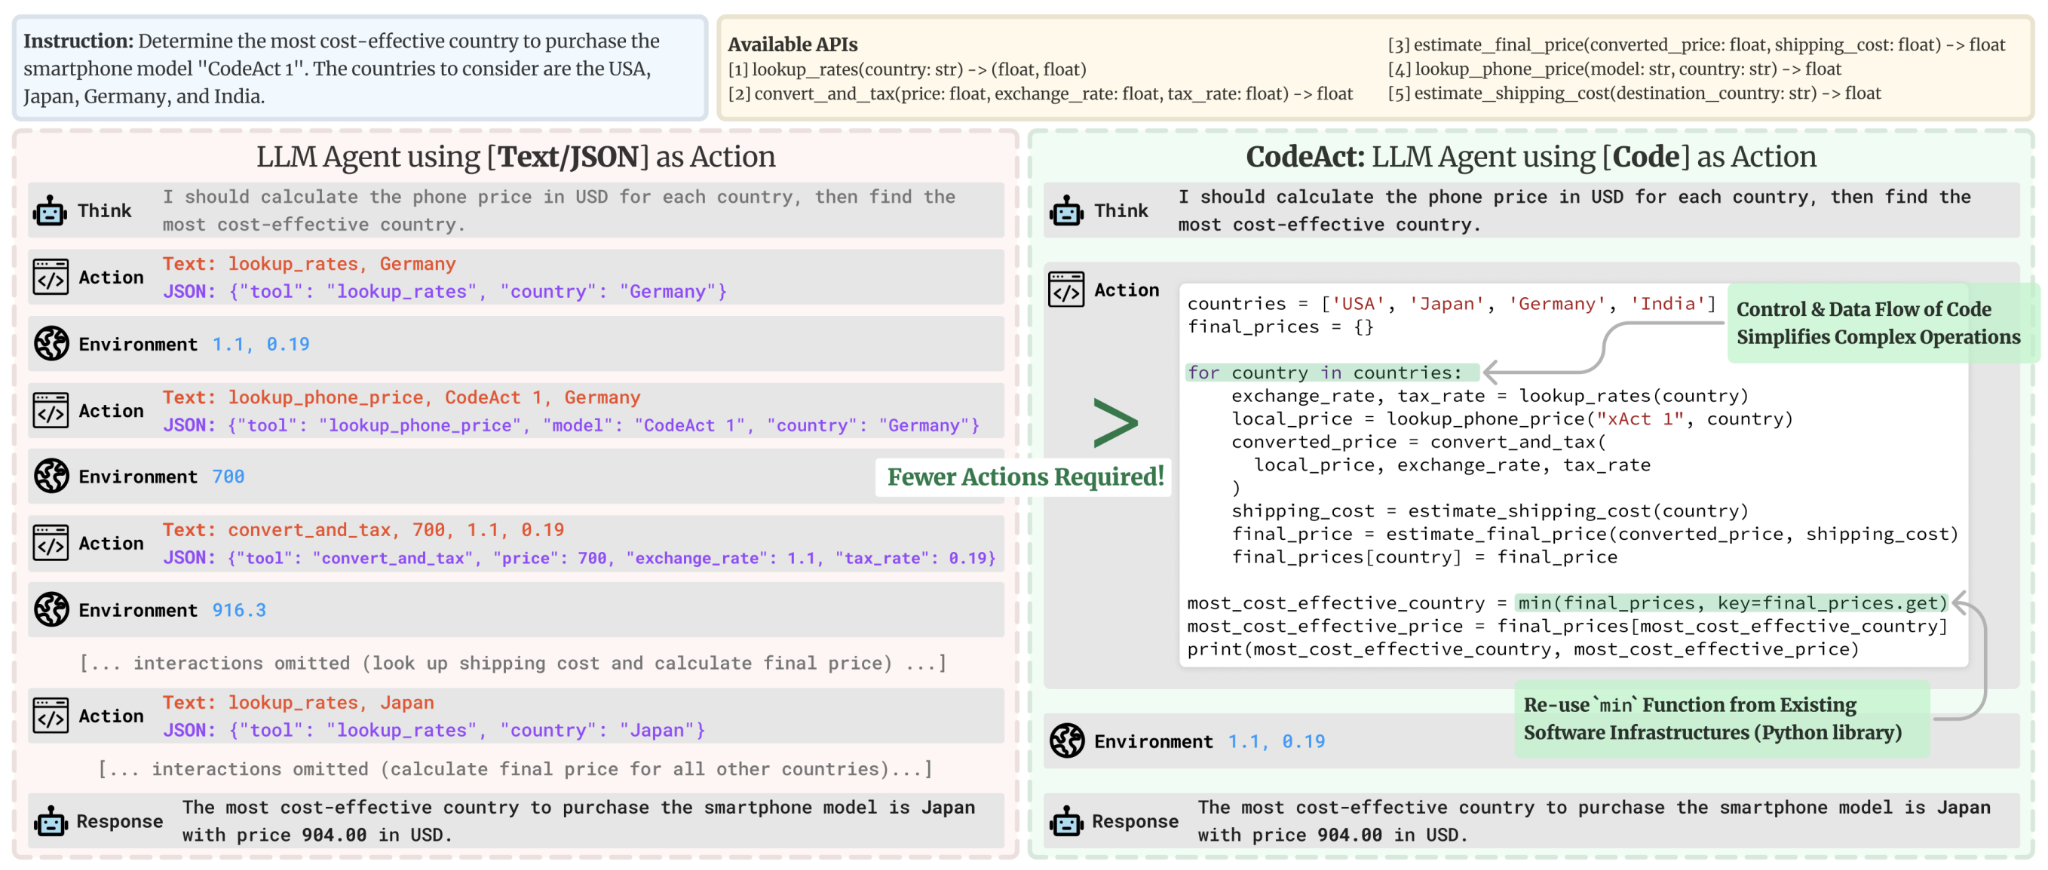 Instruction: Determine the most cost-effective country to purchase the
smartphone model "CodeAct 1". The countries to consider are the USA,
Japan, Germany, and India.
Available APIs
[1] lookup_rates(country: str) -> (float, float)
[2] convert_and_tax(price: float, exchange_rate: float, tax_rate: float) -> float
[3] estimate_final_price(converted_price: float, shipping_cost: float) -> float
[4] lookup_phone_price(model: str, country: str) -> float
[5] estimate_shipping_cost(destination_country: str) -> float
LLM Agent using [Text/JSON] as Action
Think
I should calculate the phone price in USD for each country, then find the
most cost-effective country.
Action
Text: lookup_rates, Germany
JSON: {"tool": "lookup_rates", "country": "Germany"}
Environment 1.1, 0.19
Action
Text: lookup_phone_price, CodeAct 1, Germany
JSON: {"tool": "lookup_phone_price", "model": "CodeAct 1", "country": "Germany"}
Environment 700
Action
Text: convert_and_tax, 700, 1.1, 0.19
JSON: {"tool": "convert_and_tax", "price": 700, "exchange_rate": 1.1, "tax_rate": 0.19}
Environment 916.3
[... interactions omitted (look up shipping cost and calculate final price) ...]
Action
Text: lookup_rates, Japan
JSON: {"tool": "lookup_rates", "country": "Japan"}
[... interactions omitted (calculate final price for all other countries)...]
Response
The most cost-effective country to purchase the smartphone model is Japan
with price 904.00 in USD.
>
Fewer Actions Required!
CodeAct: LLM Agent using [Code] as Action
Think
I should calculate the phone price in USD for each country, then find the
most cost-effective country.
Action
countries = ['USA', 'Japan', 'Germany', 'India']
final_prices = {}
for country in countries:
exchange_rate, tax_rate = lookup_rates(country)
local_price = lookup_phone_price("xAct 1", country)
converted_price = convert_and_tax(
local_price, exchange_rate, tax_rate
)
shipping_cost = estimate_shipping_cost(country)
final_price = estimate_final_price(converted_price, shipping_cost)
final_prices[country] = final_price
most_cost_effective_country = min(final_prices, key=final_prices.get)
most_cost_effective_price = final_prices[most_cost_effective_country]
print(most_cost_effective_country, most_cost_effective_price)
Control & Data Flow of Code
Simplifies Complex Operations
Re-use `min` Function from Existing
Software Infrastructures (Python library)
Environment 1.1, 0.19
Response
The most cost-effective country to purchase the smartphone model is Japan
with price 904.00 in USD.